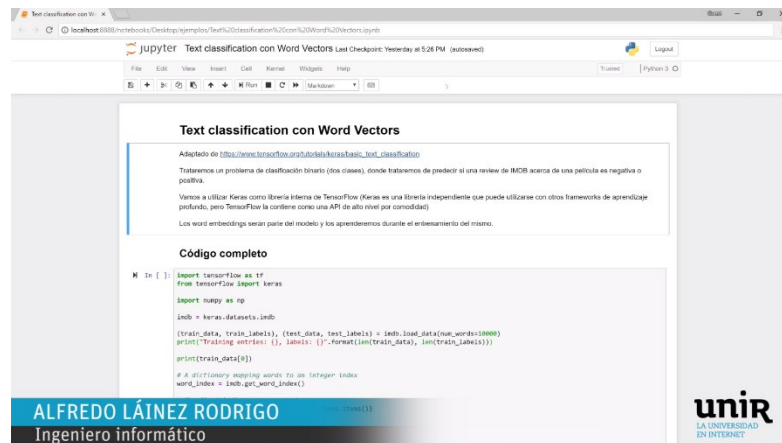 Text classification con Wo
localhost:8888/notebooks/Desktop/ejemplos/Text%20classification%20con%20Word%20Vectors.ipynb
jupyter Text classification con Word Vectors Last Checkpoint: Yesterday at 5:26 PM (autosaved)
Logout
File Edit View Insert Cell Kernel Widgets Help
Trusted Python 3
Run Markdown
Text classification con Word Vectors
Adaptado de https://www.tensorflow.org/tutorials/keras/basic_text_classification
Trataremos un problema de clasificación binario (dos clases), donde trataremos de predecir si una review de IMDB acerca de una película es negativa o
positiva.
Vamos a utilizar Keras como librería interna de TensorFlow (Keras es una librería independiente que puede utilizarse con otros frameworks de aprendizaje
profundo, pero TensorFlow la contiene como una API de alto nivel por comodidad)
Los word embeddings serán parte del modelo y los aprenderemos durante el entrenamiento del mismo.
Código completo
In [ ]: import tensorflow as tf
from tensorflow import keras
import numpy as np
imdb = keras.datasets.imdb
(train_data, train_labels), (test_data, test_labels) = imdb.load_data(num_words=10000)
print("Training entries: {}, labels: {}".format(len(train_data), len(train_labels)))
print(train_data[0])
# A dictionary mapping words to an integer index
word_index = imdb.get_word_index()
ALFREDO LÁINEZ RODRIGO
Ingeniero informático
unir
LA UNIVERSIDAD
EN INTERNET